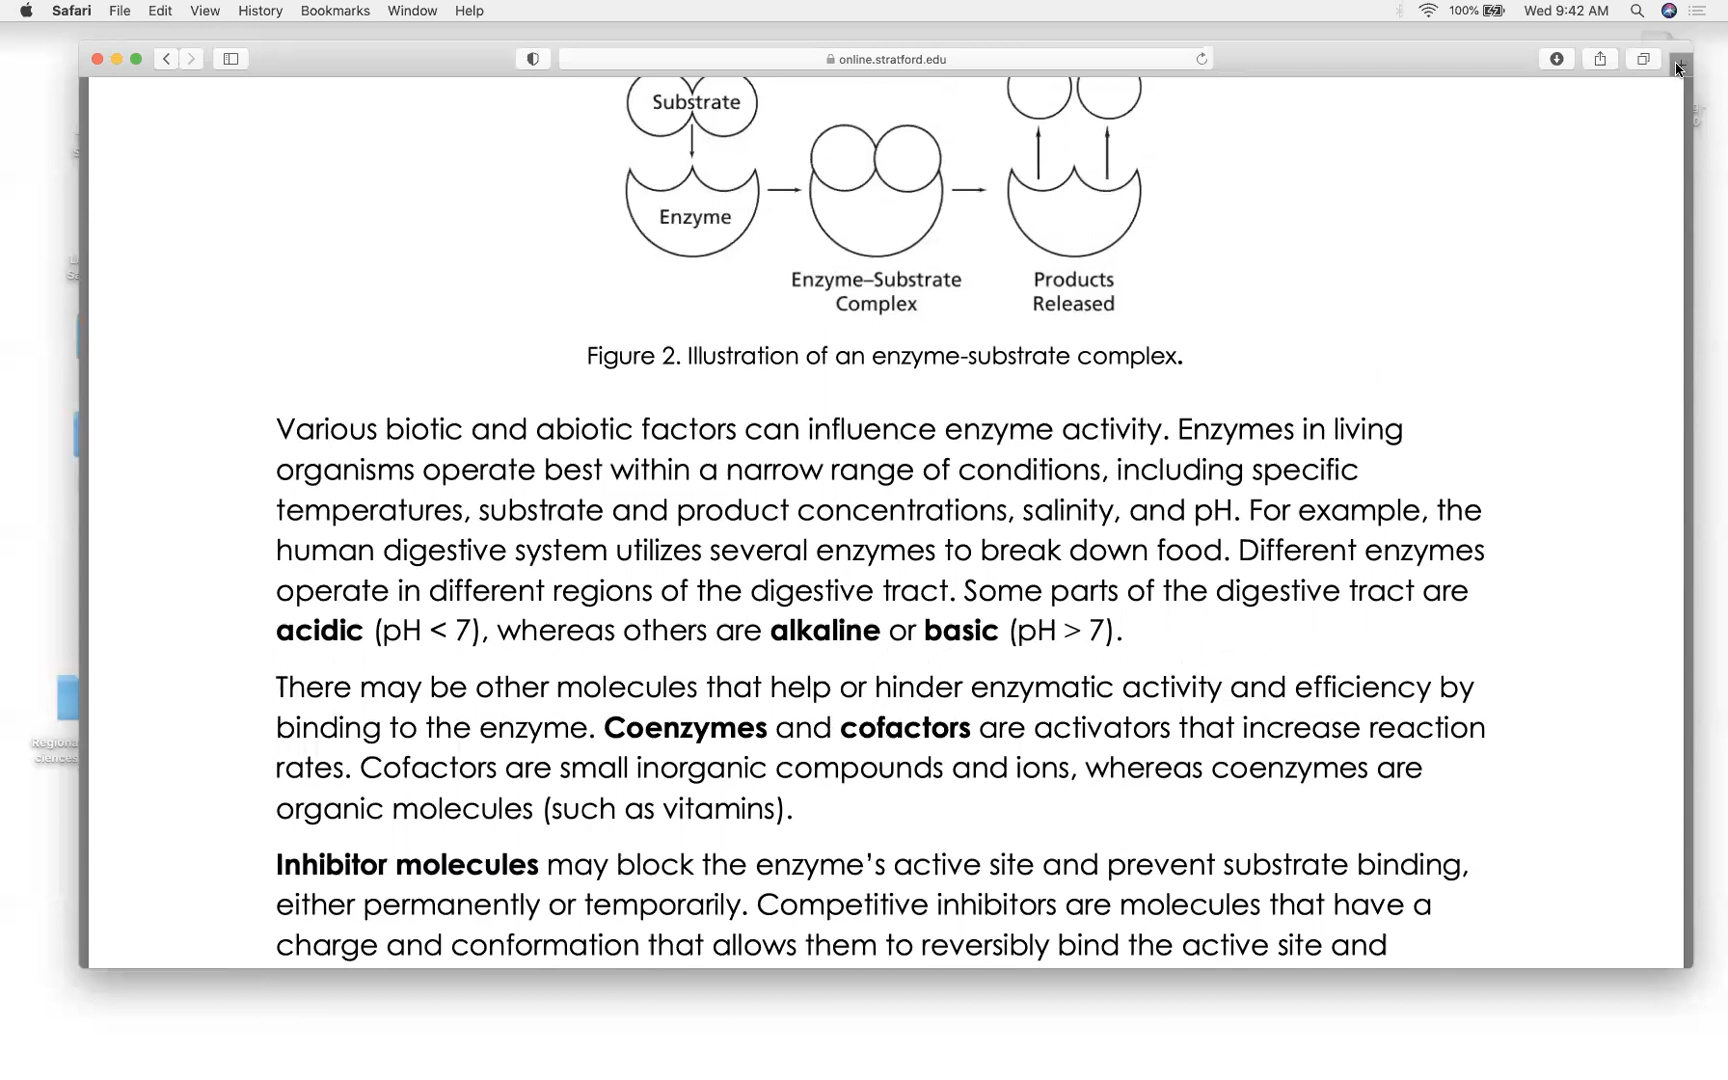 Safari File Edit View History Bookmarks Window Help 100% Wed 9:42 AM
online.stratford.edu
Substrate
Enzyme
Enzyme–Substrate
Complex
Products
Released
Figure 2. Illustration of an enzyme-substrate complex.
Various biotic and abiotic factors can influence enzyme activity. Enzymes in living
organisms operate best within a narrow range of conditions, including specific
temperatures, substrate and product concentrations, salinity, and pH. For example, the
human digestive system utilizes several enzymes to break down food. Different enzymes
operate in different regions of the digestive tract. Some parts of the digestive tract are
acidic (pH < 7), whereas others are alkaline or basic (pH > 7).
There may be other molecules that help or hinder enzymatic activity and efficiency by
binding to the enzyme. Coenzymes and cofactors are activators that increase reaction
rates. Cofactors are small inorganic compounds and ions, whereas coenzymes are
organic molecules (such as vitamins).
Inhibitor molecules may block the enzyme’s active site and prevent substrate binding,
either permanently or temporarily. Competitive inhibitors are molecules that have a
charge and conformation that allows them to reversibly bind the active site and